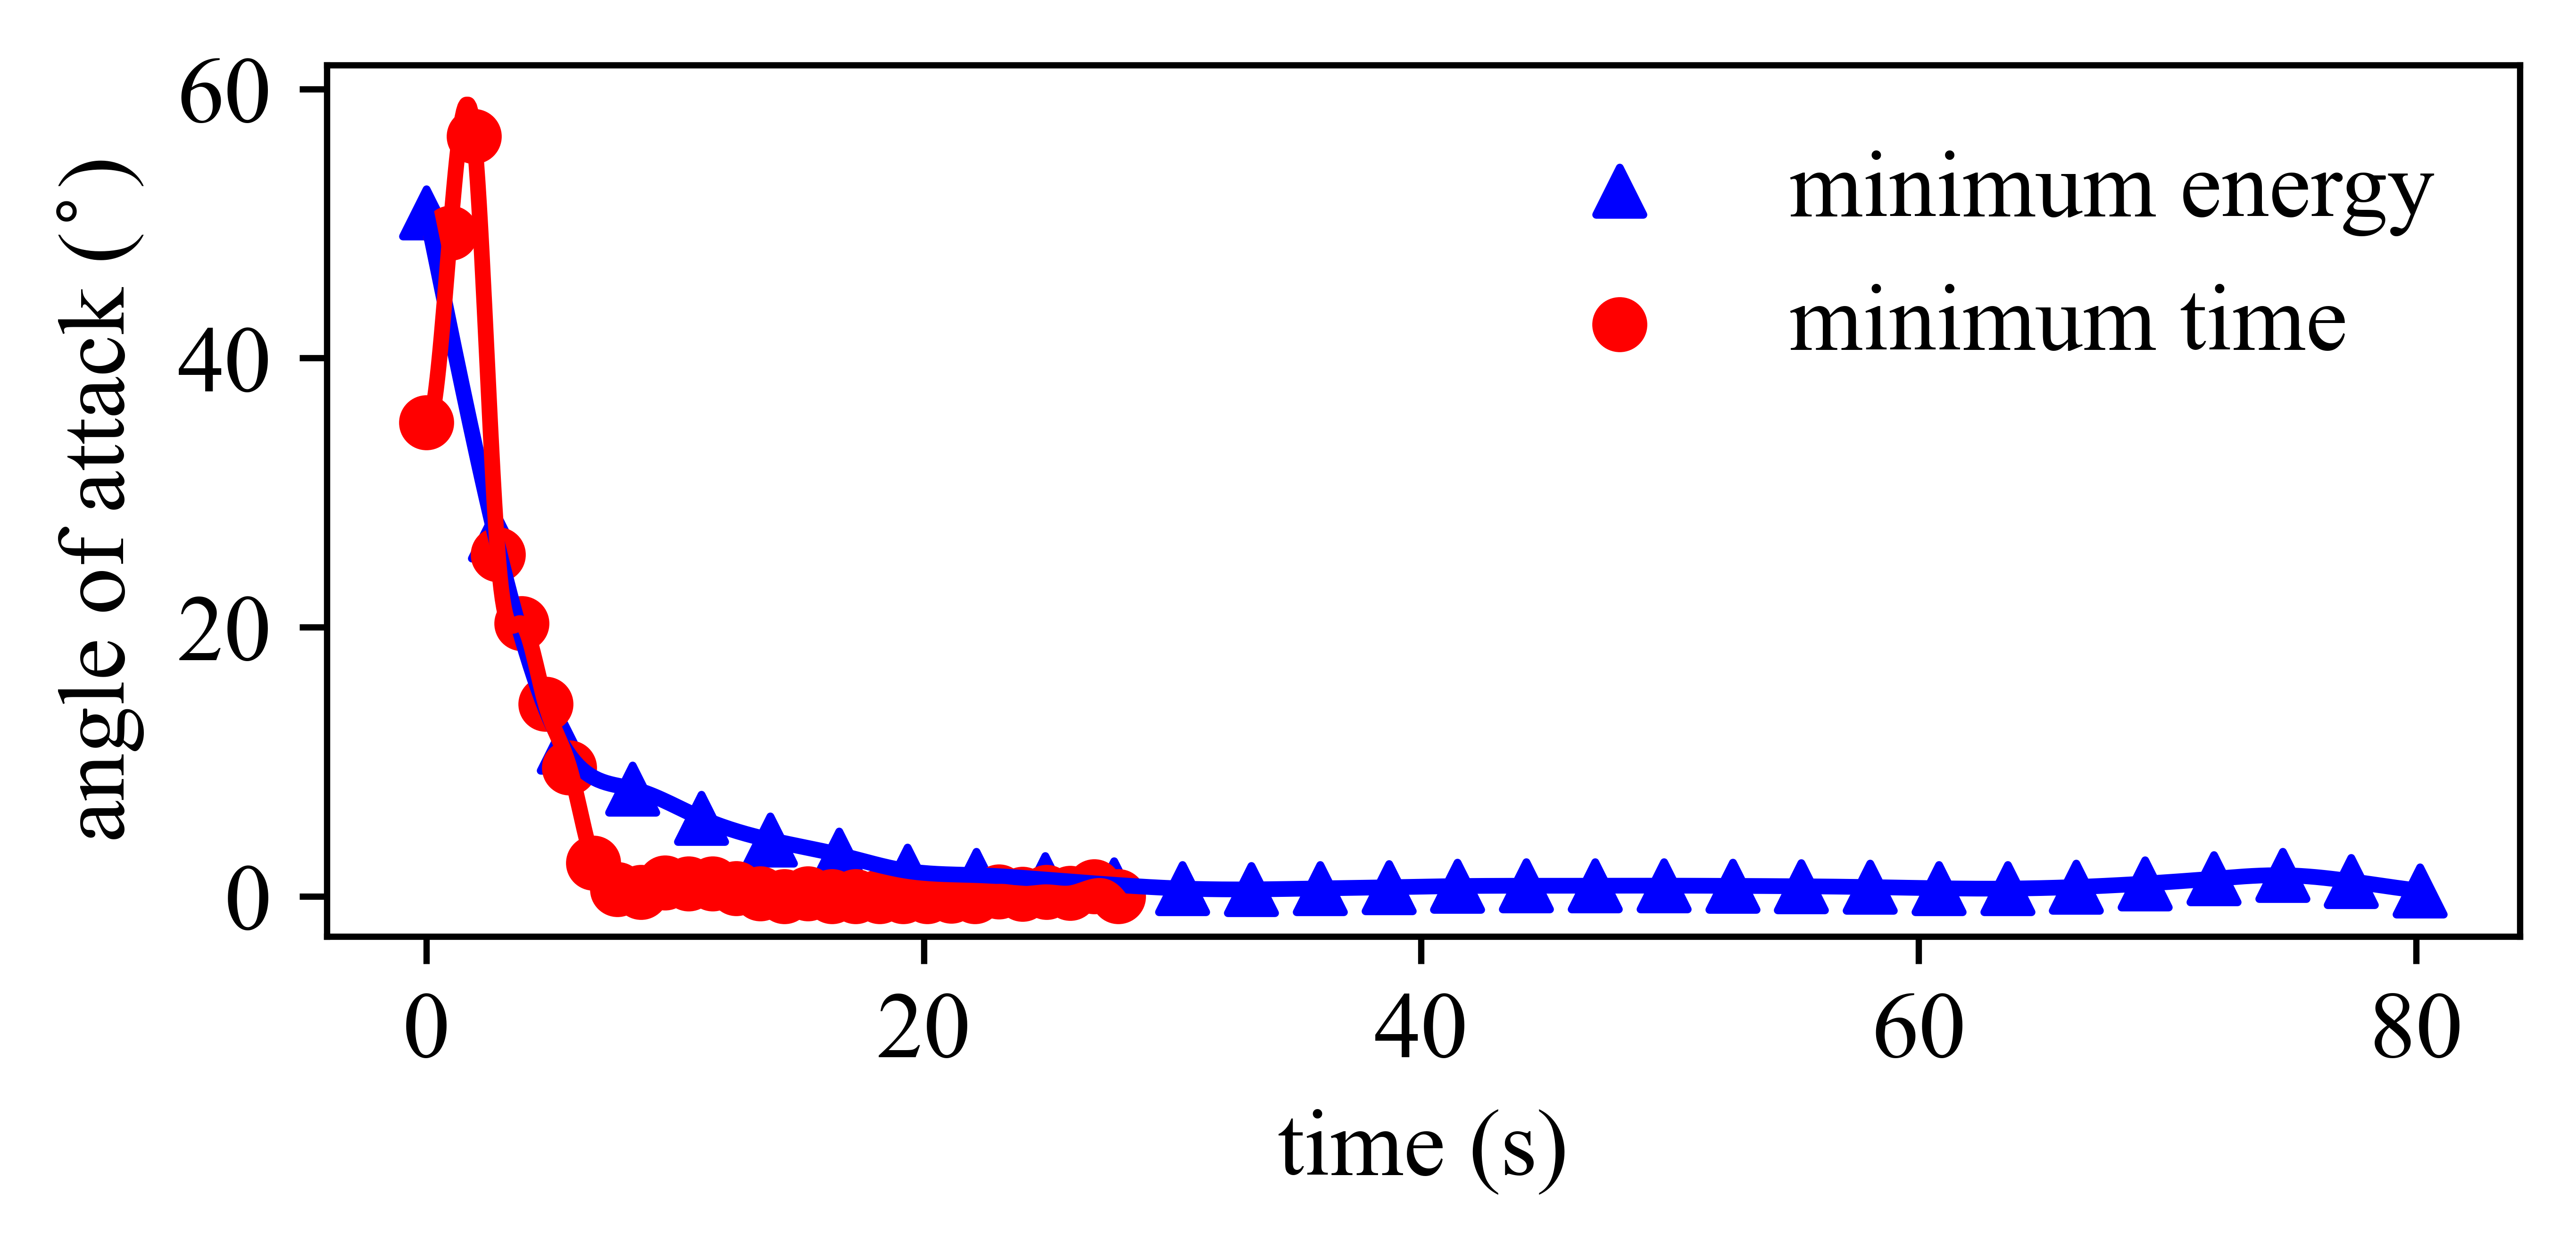 60
40
20
0
angle of attack (°)
minimum energy
minimum time
0 20 40 60 80
time (s)